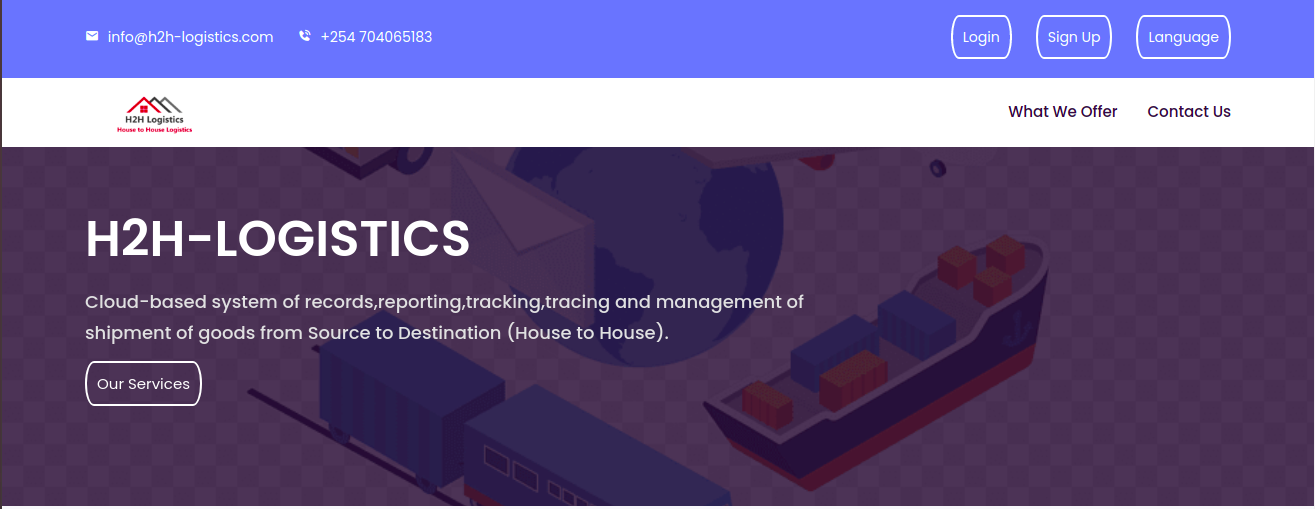 info@h2h-logistics.com +254 704065183 Login Sign Up Language
H2H Logistics
House to House Logistics
What We Offer Contact Us
H2H-LOGISTICS
Cloud-based system of records,reporting,tracking,tracing and management of
shipment of goods from Source to Destination (House to House).
Our Services